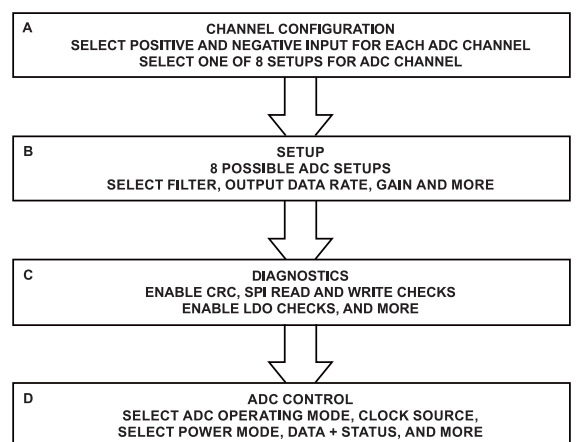 A
CHANNEL CONFIGURATION
SELECT POSITIVE AND NEGATIVE INPUT FOR EACH ADC CHANNEL
SELECT ONE OF 8 SETUPS FOR ADC CHANNEL
B
SETUP
8 POSSIBLE ADC SETUPS
SELECT FILTER, OUTPUT DATA RATE, GAIN AND MORE
C
DIAGNOSTICS
ENABLE CRC, SPI READ AND WRITE CHECKS
ENABLE LDO CHECKS, AND MORE
D
ADC CONTROL
SELECT ADC OPERATING MODE, CLOCK SOURCE,
SELECT POWER MODE, DATA + STATUS, AND MORE